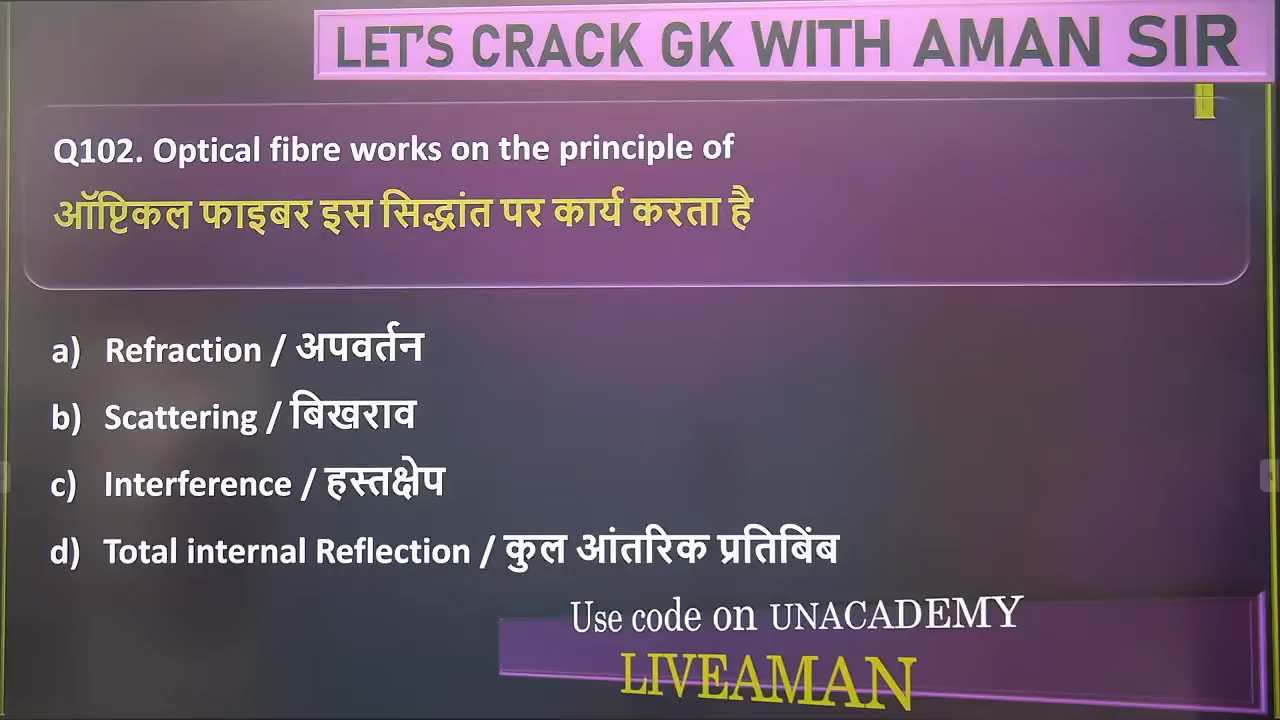 LET'S CRACK GK WITH AMAN SIR
Q102. Optical fibre works on the principle of
ऑप्टिकल फाइबर इस सिद्धांत पर कार्य करता है
a) Refraction / अपवर्तन
b) Scattering / बिखराव
c) Interference / हस्तक्षेप
d) Total internal Reflection / कुल आंतरिक प्रतिबिंब
Use code on UNACADEMY
LIVEAMAN